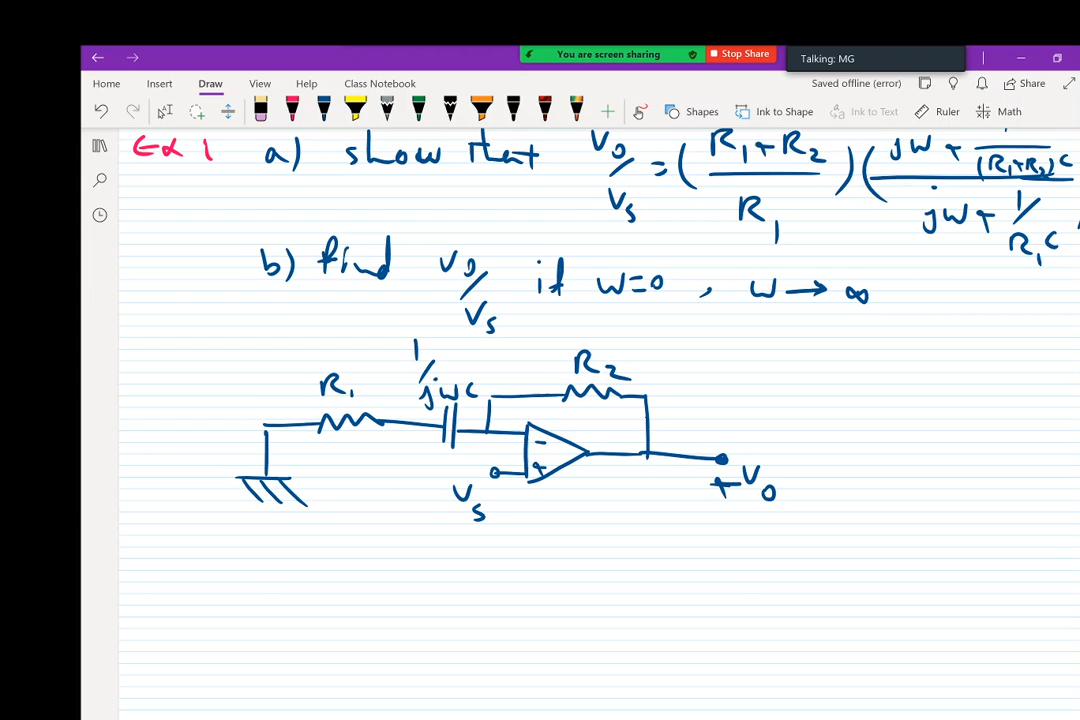 You are screen sharing Stop Share Talking: MG
Home Insert Draw View Help Class Notebook Saved offline (error) Share
Shapes Ink to Shape Ink to Text Ruler Math
Ex 1 a) show that Vo/Vs = (R1+R2 / R1) (jw + 1/(R1+R2)C / jw + 1/R1C)
b) find Vo/Vs if w=0 , w → ∞
1/jwc
R1
R2
-
+
Vs
+Vo